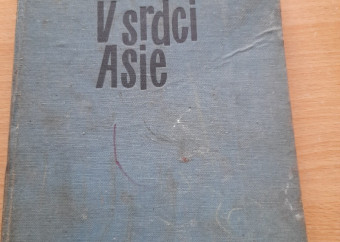 V srdci
Asie